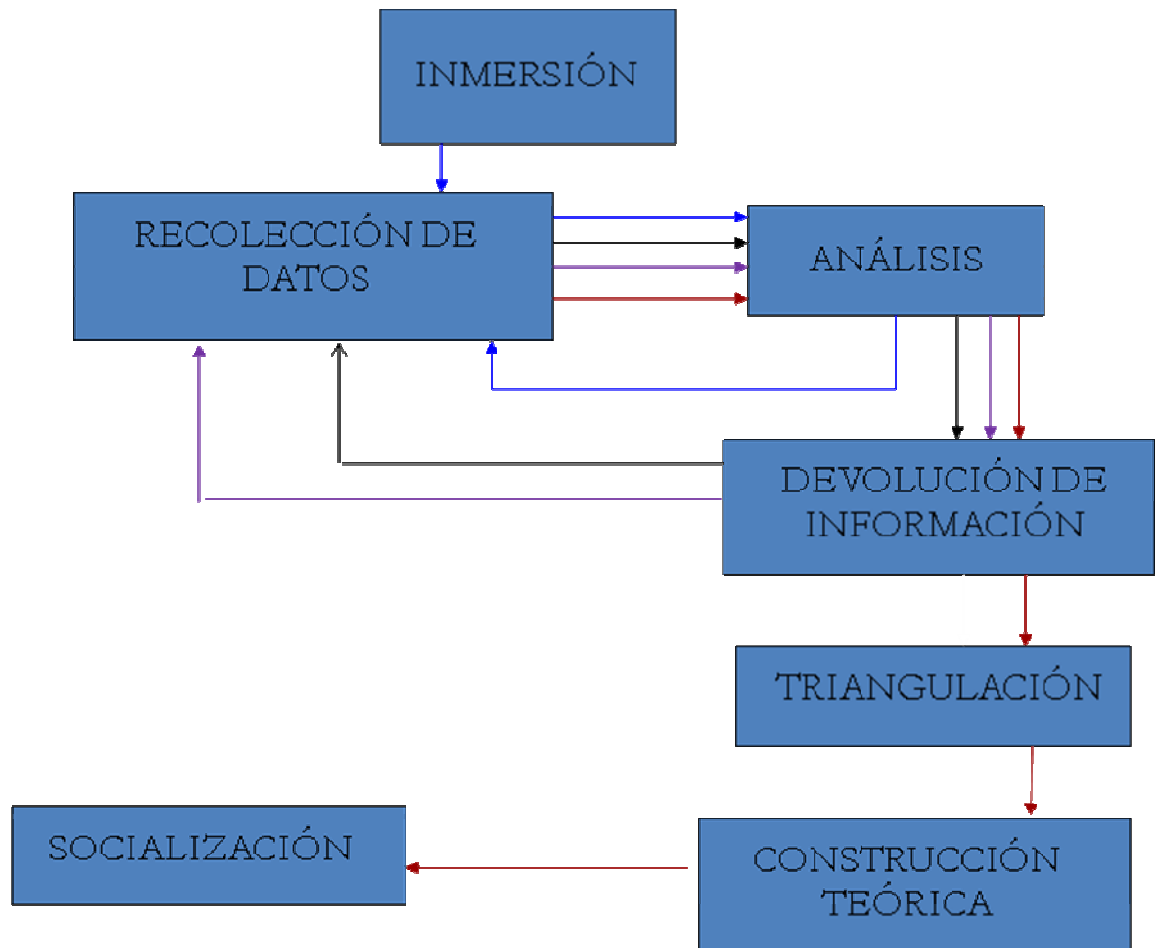 INMERSIÓN
RECOLECCIÓN DE
DATOS
ANÁLISIS
DEVOLUCIÓN DE
INFORMACIÓN
TRIANGULACIÓN
CONSTRUCCIÓN
TEÓRICA
SOCIALIZACIÓN